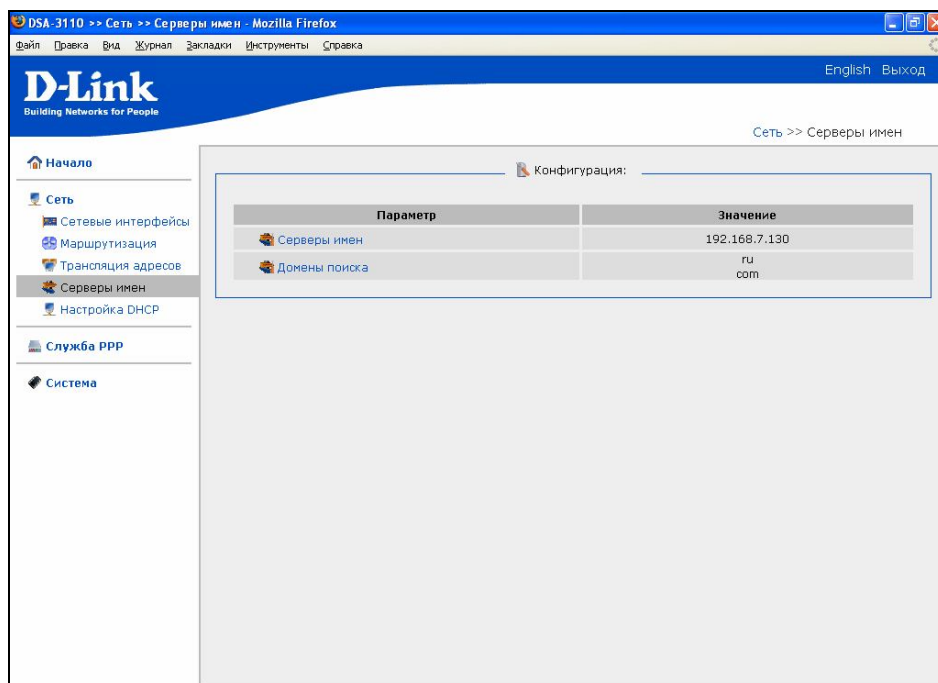 DSA-3110 >> Сеть >> Серверы имен - Mozilla Firefox
Файл Правка Вид Журнал Закладки Инструменты Справка
English Выход
D-Link
Building Networks for People
Сеть >> Серверы имен
Начало
Сеть
Сетевые интерфейсы
Маршрутизация
Трансляция адресов
Серверы имен
Настройка DHCP
Служба PPP
Система
Конфигурация:
Параметр Значение
Серверы имен 192.168.7.130
Домены поиска ru
com